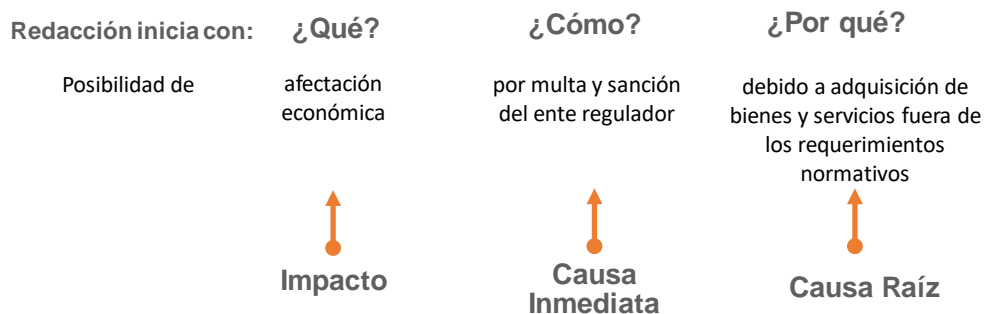 Redacción inicia con: ¿Qué? ¿Cómo? ¿Por qué?
Posibilidad de
afectación
económica
por multa y sanción
del ente regulador
debido a adquisición de
bienes y servicios fuera de
los requerimientos
normativos
Impacto
Causa
Inmediata
Causa Raíz